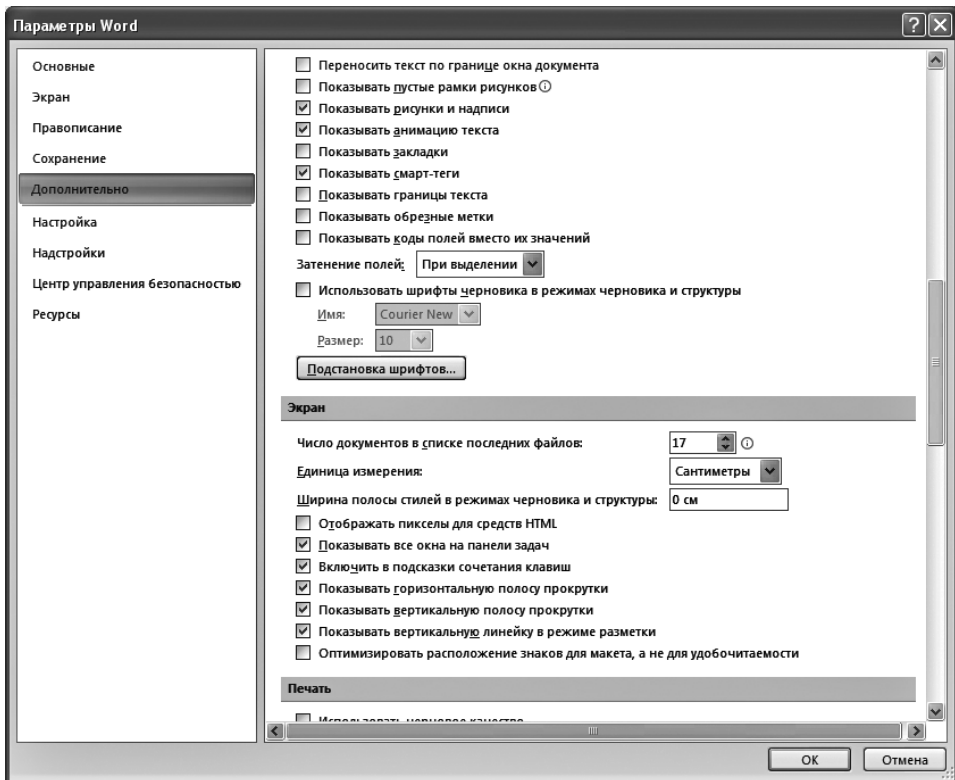 Параметры Word
Основные
Экран
Правописание
Сохранение
Дополнительно
Настройка
Надстройки
Центр управления безопасностью
Ресурсы
Переносить текст по границе окна документа
Показывать пустые рамки рисунков
Показывать рисунки и надписи
Показывать анимацию текста
Показывать закладки
Показывать смарт-теги
Показывать границы текста
Показывать обрезные метки
Показывать коды полей вместо их значений
Затенение полей: При выделении
Использовать шрифты черновика в режимах черновика и структуры
Имя: Courier New
Размер: 10
Подстановка шрифтов...
Экран
Число документов в списке последних файлов: 17
Единица измерения: Сантиметры
Ширина полосы стилей в режимах черновика и структуры: 0 см
Отображать пикселы для средств HTML
Показывать все окна на панели задач
Включить в подсказки сочетания клавиш
Показывать горизонтальную полосу прокрутки
Показывать вертикальную полосу прокрутки
Показывать вертикальную линейку в режиме разметки
Оптимизировать расположение знаков для макета, а не для удобочитаемости
Печать
Использовать черновое качество
ОК Отмена